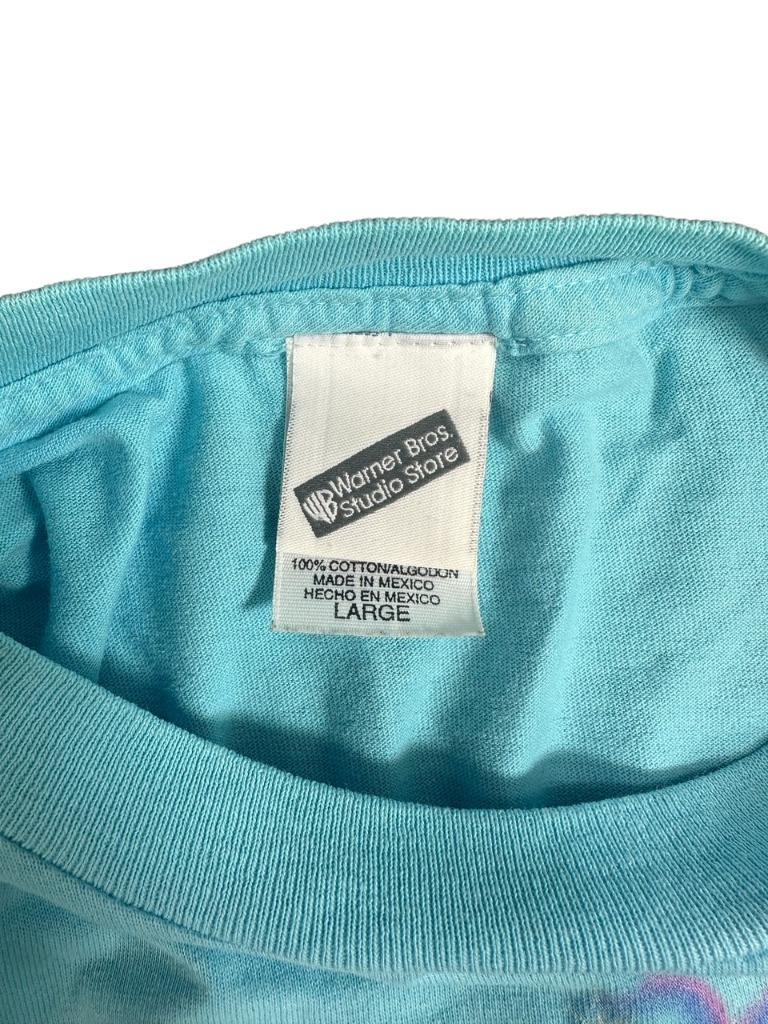 WB Warner Bros.
Studio Store
100% COTTON/ALGODON
MADE IN MEXICO
HECHO EN MEXICO
LARGE